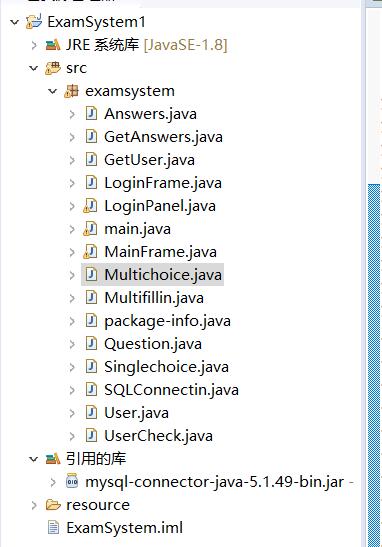 ExamSystem1
JRE 系统库 [JavaSE-1.8]
src
examsystem
Answers.java
GetAnswers.java
GetUser.java
LoginFrame.java
LoginPanel.java
main.java
MainFrame.java
Multichoice.java
Multifillin.java
package-info.java
Question.java
Singlechoice.java
SQLConnectin.java
User.java
UserCheck.java
引用的库
mysql-connector-java-5.1.49-bin.jar -
resource
ExamSystem.iml